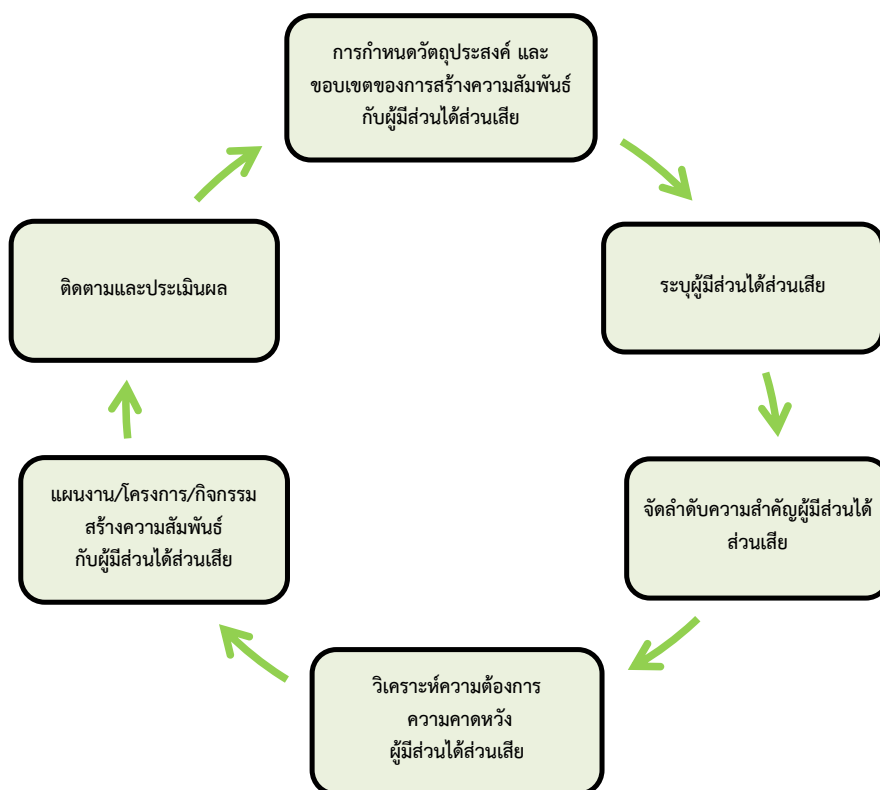 การกำหนดวัตถุประสงค์ และ
ขอบเขตของการสร้างความสัมพันธ์
กับผู้มีส่วนได้ส่วนเสีย
ระบุผู้มีส่วนได้ส่วนเสีย
จัดลำดับความสำคัญผู้มีส่วนได้
ส่วนเสีย
วิเคราะห์ความต้องการ
ความคาดหวัง
ผู้มีส่วนได้ส่วนเสีย
แผนงาน/โครงการ/กิจกรรม
สร้างความสัมพันธ์
กับผู้มีส่วนได้ส่วนเสีย
ติดตามและประเมินผล